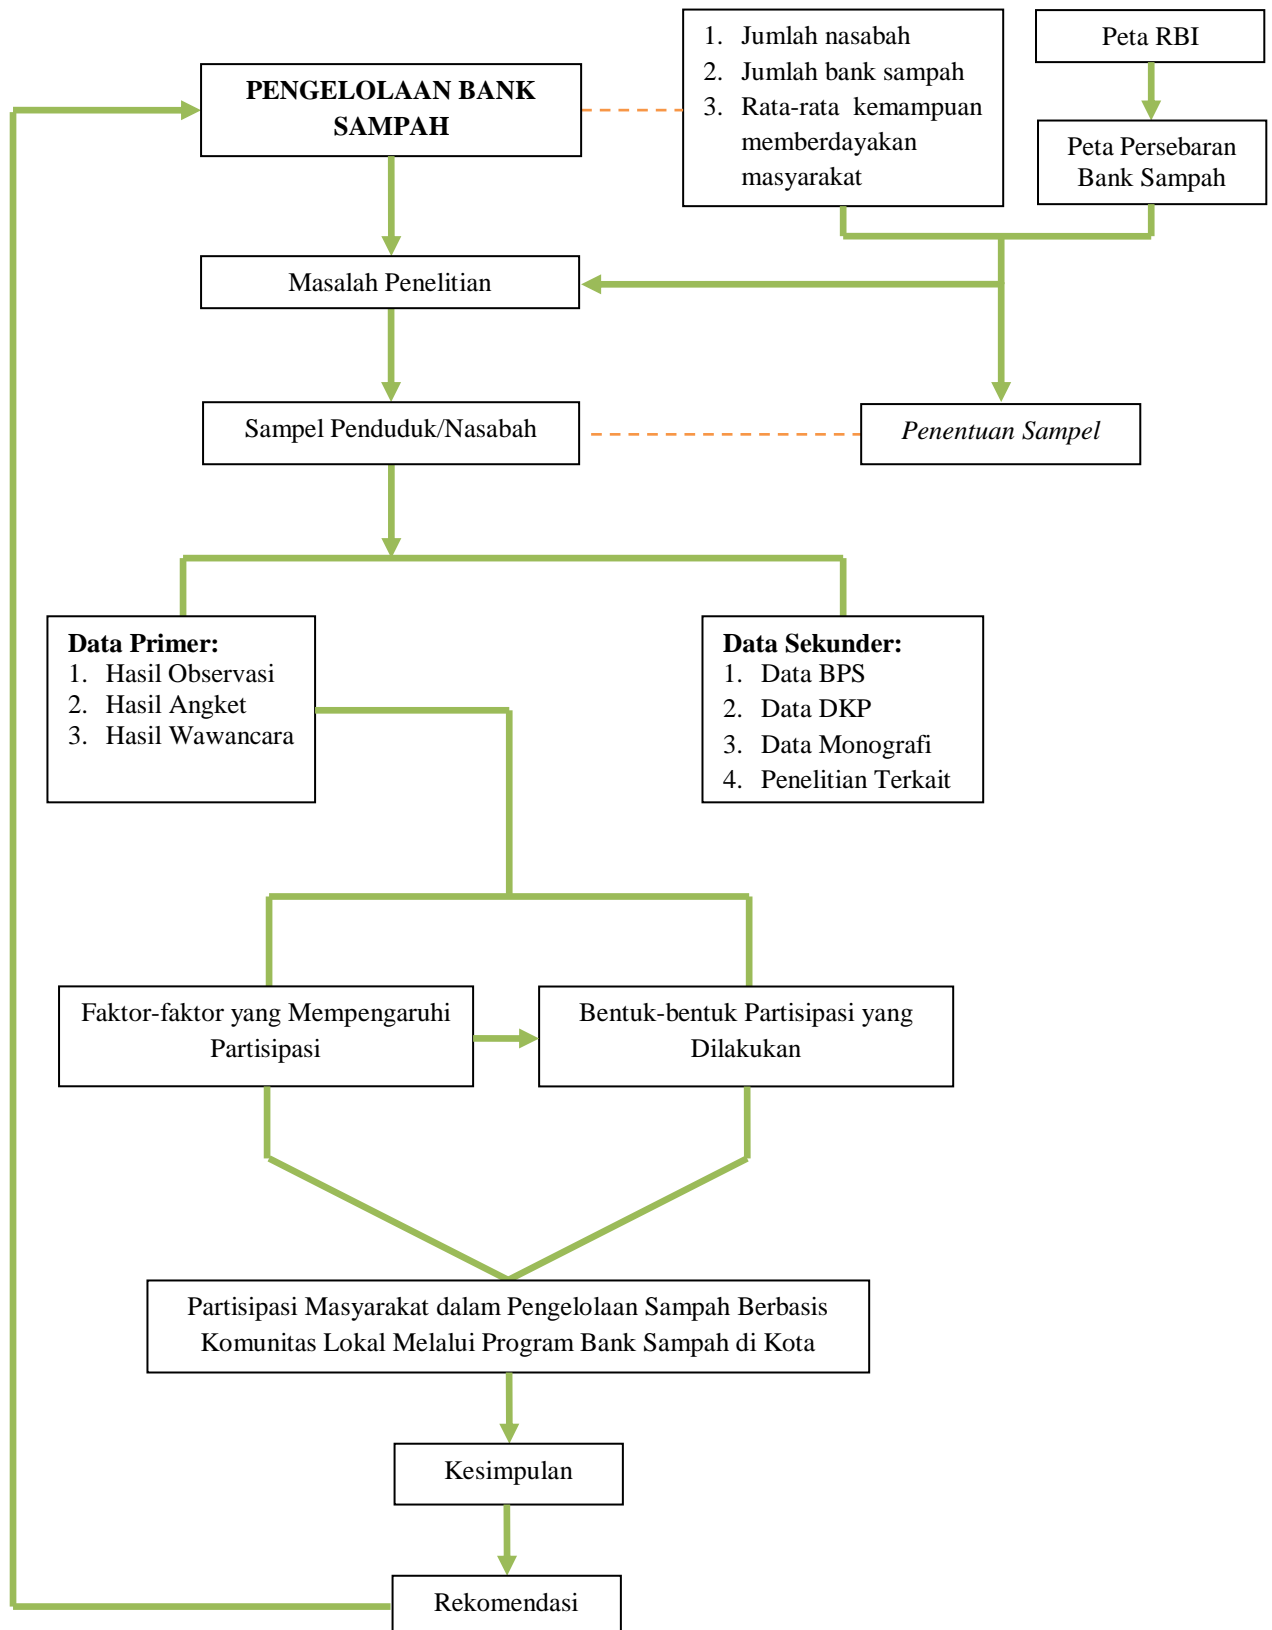 PENGELOLAAN BANK
SAMPAH
1. Jumlah nasabah
2. Jumlah bank sampah
3. Rata-rata kemampuan
memberdayakan
masyarakat
Peta RBI
Peta Persebaran
Bank Sampah
Masalah Penelitian
Sampel Penduduk/Nasabah
Penentuan Sampel
Data Primer:
1. Hasil Observasi
2. Hasil Angket
3. Hasil Wawancara
Data Sekunder:
1. Data BPS
2. Data DKP
3. Data Monografi
4. Penelitian Terkait
Faktor-faktor yang Mempengaruhi
Partisipasi
Bentuk-bentuk Partisipasi yang
Dilakukan
Partisipasi Masyarakat dalam Pengelolaan Sampah Berbasis
Komunitas Lokal Melalui Program Bank Sampah di Kota
Kesimpulan
Rekomendasi